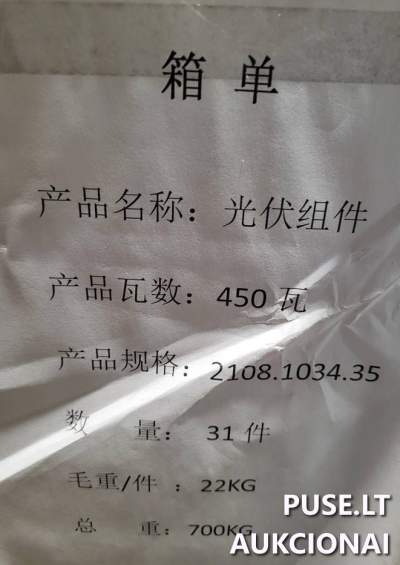 箱 单
产品名称： 光伏组件
产品瓦数： 450 瓦
产品规格： 2108.1034.35
数 量： 31 件
毛重/件 ： 22KG
总 重： 700KG
PUSE.LT
AUKCIONAI